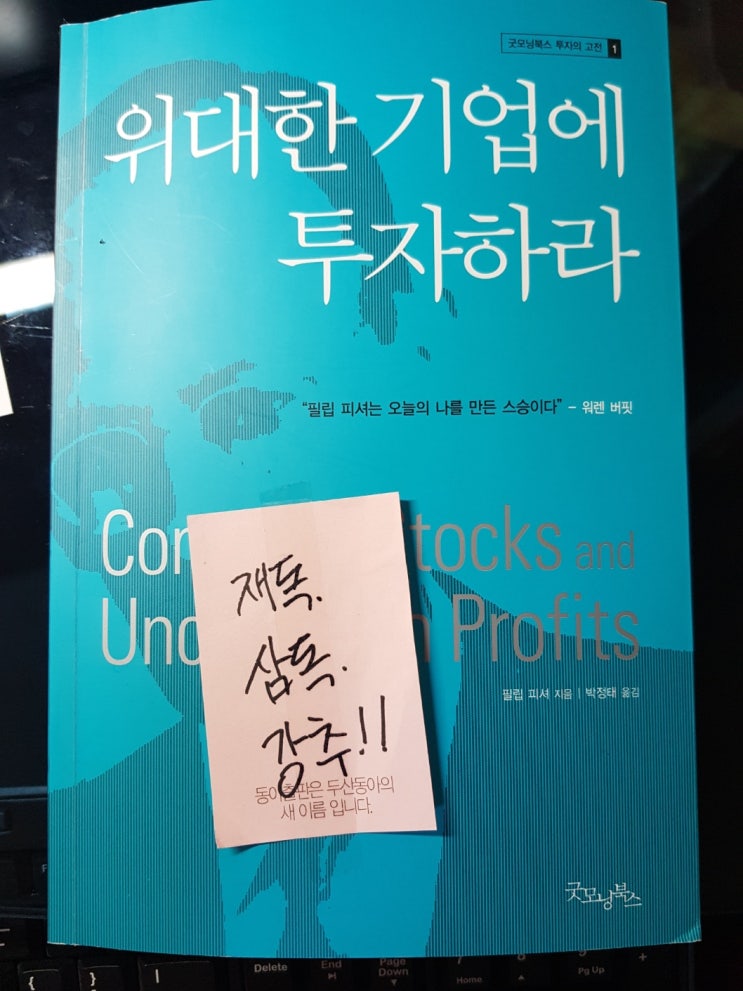 굿모닝북스 투자의 고전 1
위대한 기업에
투자하라
"필립 피셔는 오늘의 나를 만든 스승이다" - 워렌 버핏
Con tocks and
Unc n Profits
재독.
삼독.
강추!!
동아출판은 두산동아의
새 이름 입니다.
필립 피셔 지음 | 박정태 옮김
굿모닝북스
{ } Delete End Page Down Home Pg Up +